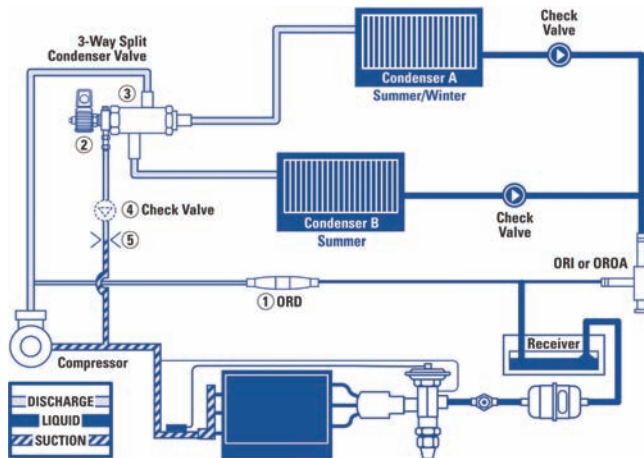 3-Way Split
Condenser Valve
Check
Valve
Condenser A
Summer/Winter
3
2
4 Check Valve
Condenser B
Summer
Check
Valve
5
ORI or OROA
1 ORD
Receiver
Compressor
DISCHARGE
LIQUID
SUCTION